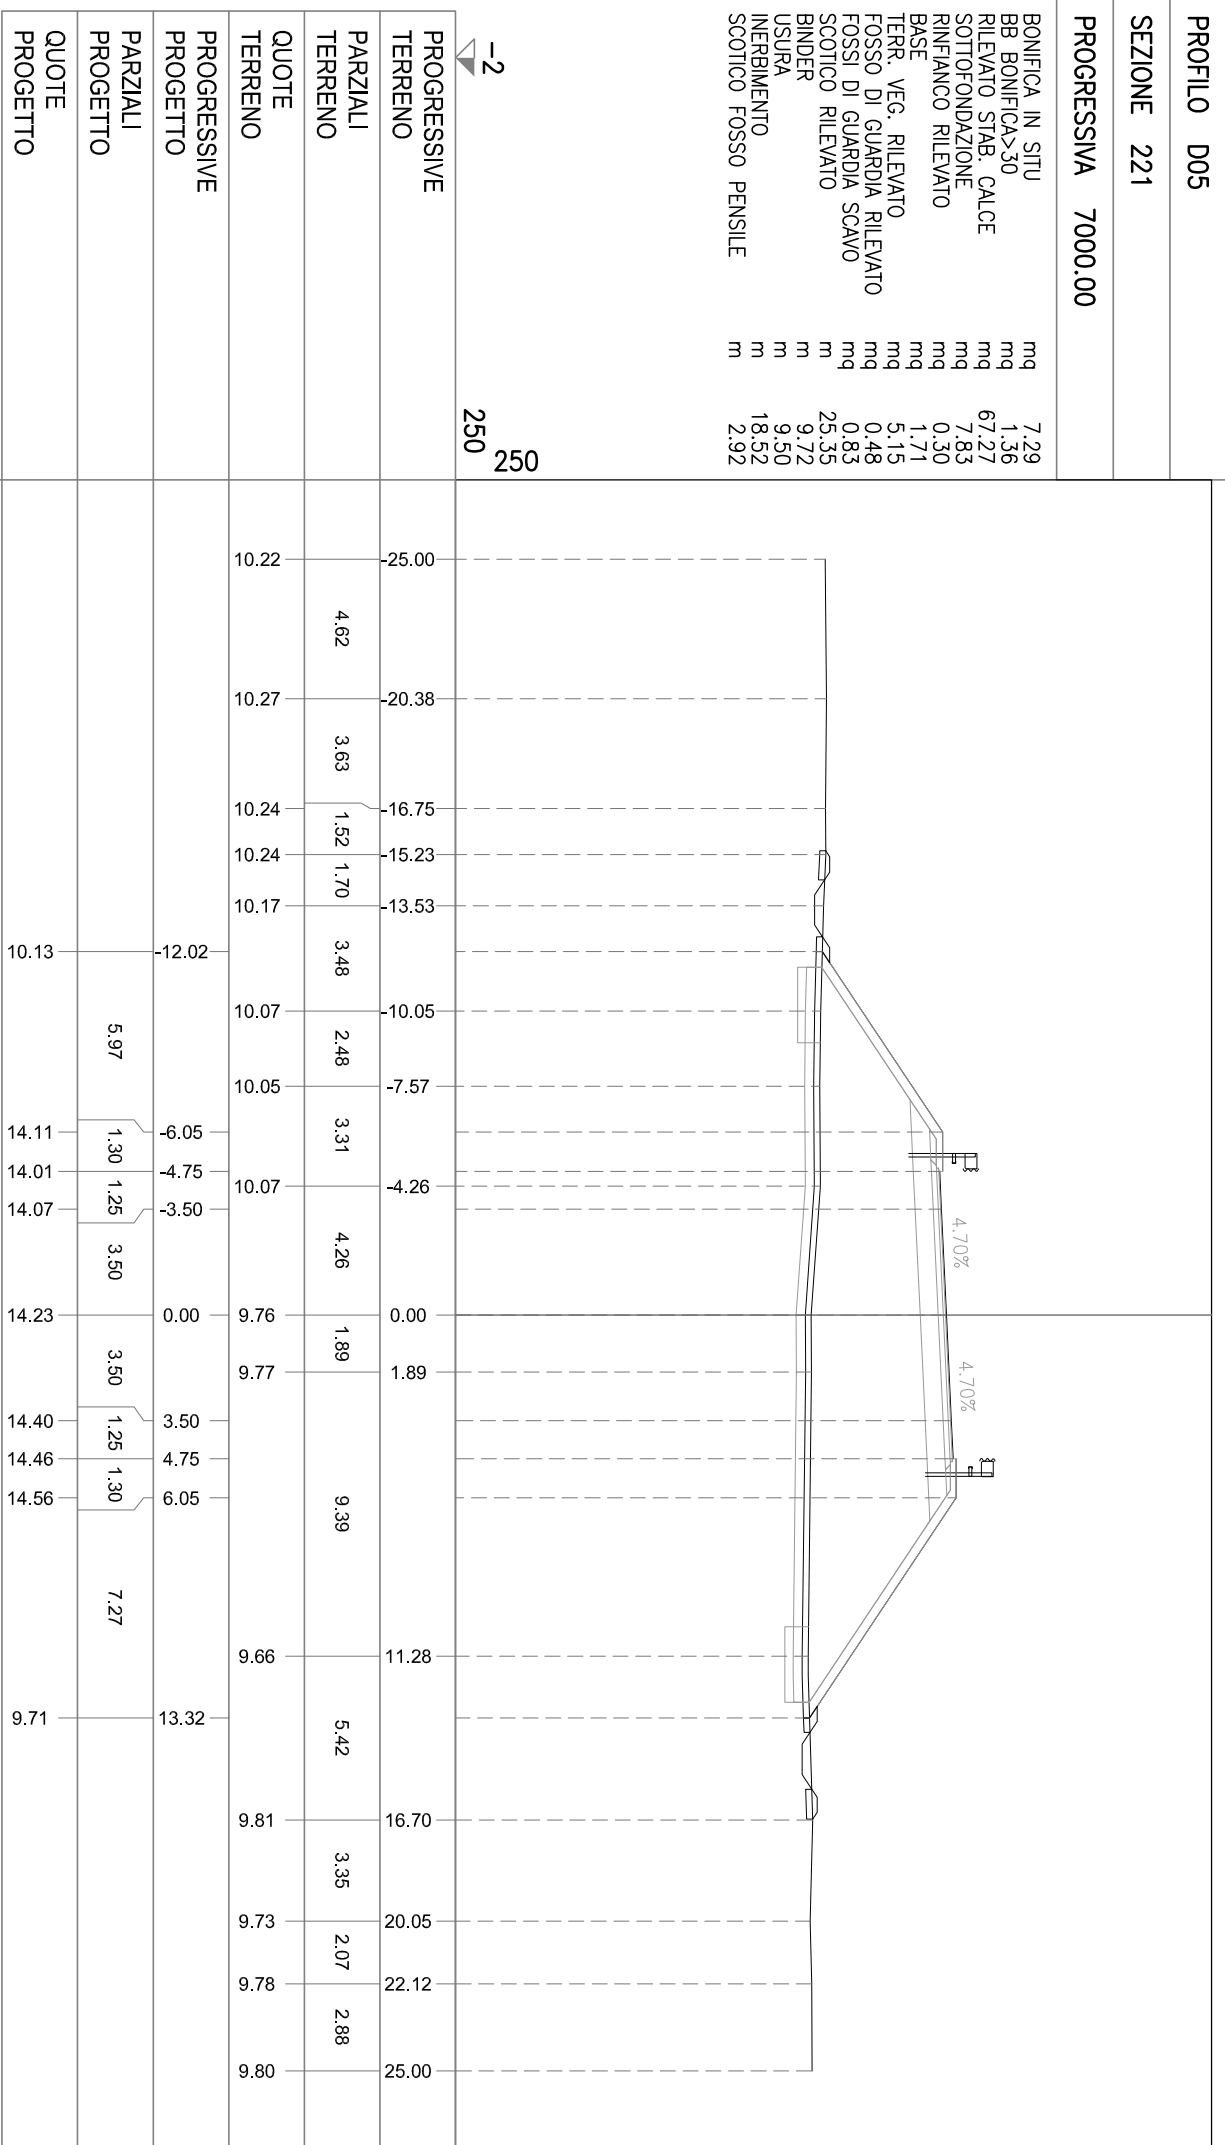 PROFILO D05
SEZIONE 221
PROGRESSIVA 7000.00
BONIFICA IN SITU mq 7.29
BB BONIFICA>30 mq 1.36
RILEVATO STAB. CALCE mq 67.27
SOTTOFONDAZIONE mq 7.83
RINFIANCO RILEVATO mq 0.30
BASE mq 1.71
TERR. VEG. RILEVATO mq 5.15
FOSSO DI GUARDIA RILEVATO mq 0.48
FOSSI DI GUARDIA SCAVO mq 0.83
SCOTICO RILEVATO m 25.35
BINDER m 9.72
USURA m 9.50
INERBIMENTO m 18.52
SCOTICO FOSSO PENSILE m 2.92
4.70%
4.70%
-2
250
250
PROGRESSIVE
TERRENO
-25.00 -20.38 -16.75 -15.23 -13.53 -10.05 -7.57 -4.26 0.00 1.89 11.28 16.70 20.05 22.12 25.00
PARZIALI
TERRENO
4.62 3.63 1.52 1.70 3.48 2.48 3.31 4.26 1.89 9.39 5.42 3.35 2.07 2.88
QUOTE
TERRENO
10.22 10.27 10.24 10.24 10.17 10.07 10.05 10.07 9.76 9.77 9.66 9.81 9.73 9.78 9.80
PROGRESSIVE
PROGETTO
-12.02 -6.05 -4.75 -3.50 0.00 3.50 4.75 6.05 13.32
PARZIALI
PROGETTO
5.97 1.30 1.25 3.50 3.50 1.25 1.30 7.27
QUOTE
PROGETTO
10.13 14.11 14.01 14.07 14.23 14.40 14.46 14.56 9.71